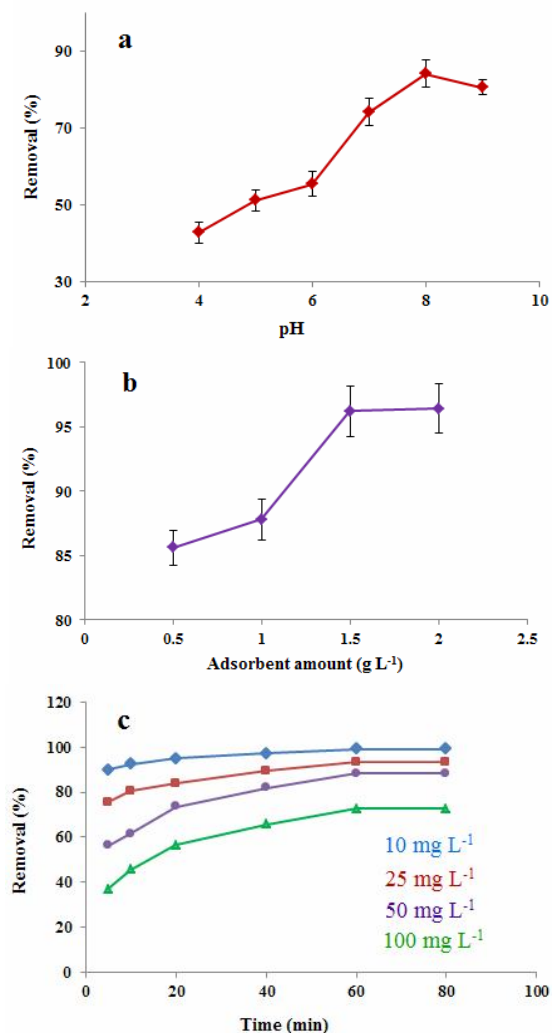 a
90
70
50
30
Removal (%)
2 4 6 8 10
pH
b
100
95
90
85
80
Removal (%)
0 0.5 1 1.5 2 2.5
Adsorbent amount (g L⁻¹)
c
120
100
80
60
40
20
0
Removal (%)
10 mg L⁻¹
25 mg L⁻¹
50 mg L⁻¹
100 mg L⁻¹
0 20 40 60 80 100
Time (min)